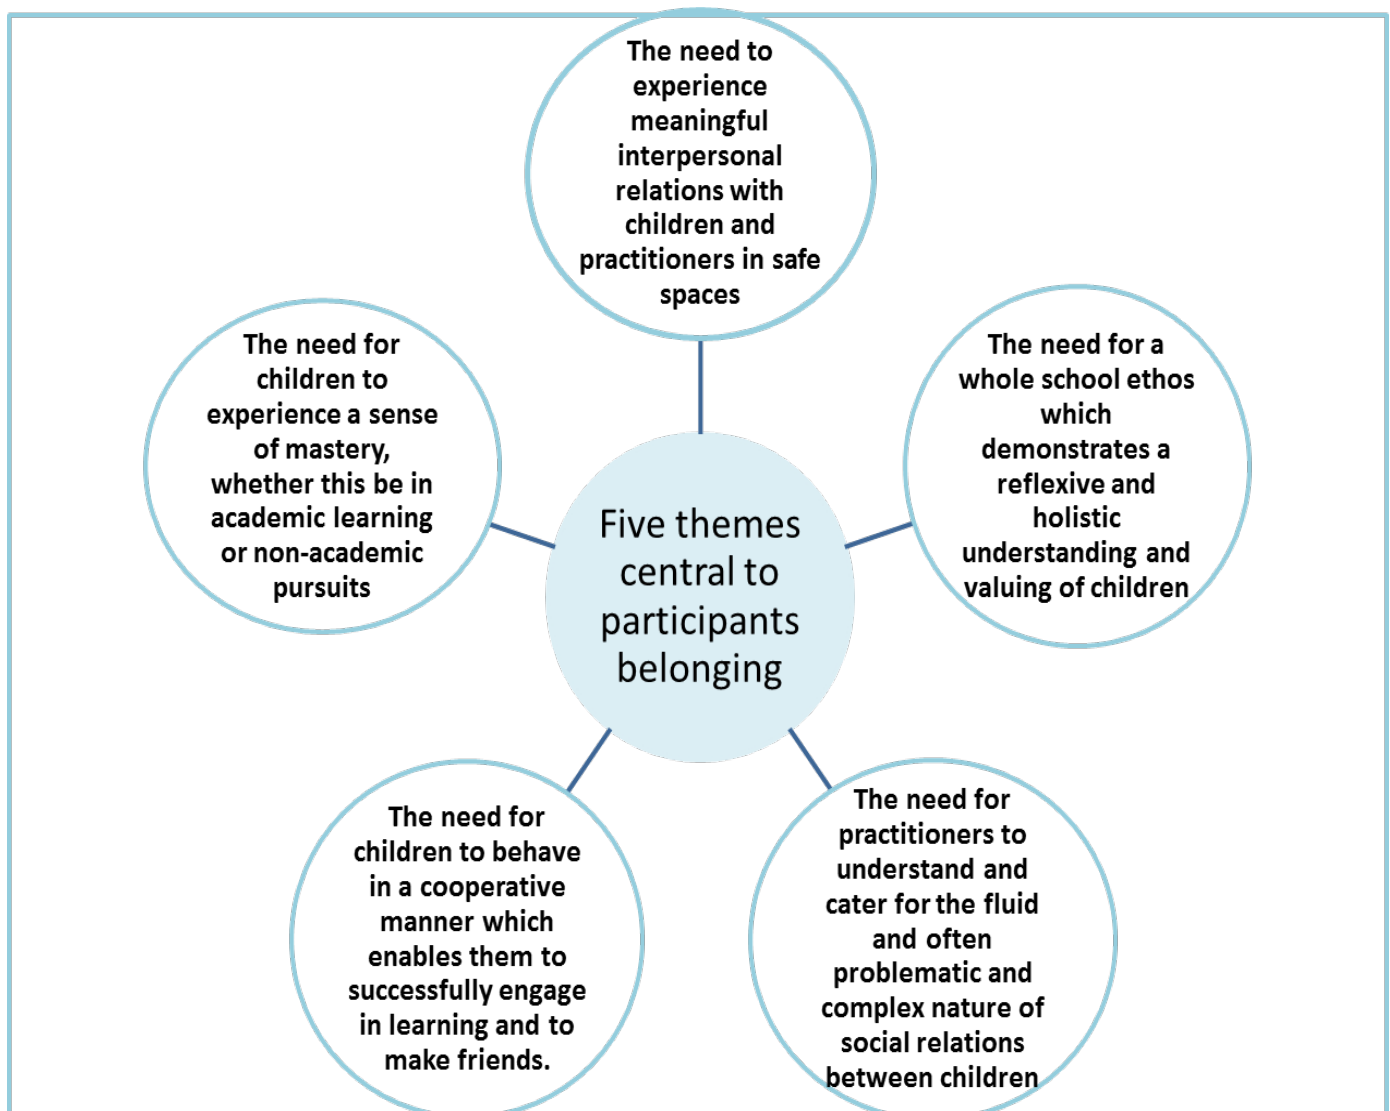 The need to
experience
meaningful
interpersonal
relations with
children and
practitioners in safe
spaces
The need for a
whole school ethos
which
demonstrates a
reflexive and
holistic
understanding and
valuing of children
The need for
children to
experience a sense
of mastery,
whether this be in
academic learning
or non-academic
pursuits
Five themes
central to
participants
belonging
The need for
children to behave
in a cooperative
manner which
enables them to
successfully engage
in learning and to
make friends.
The need for
practitioners to
understand and
cater for the fluid
and often
problematic and
complex nature of
social relations
between children